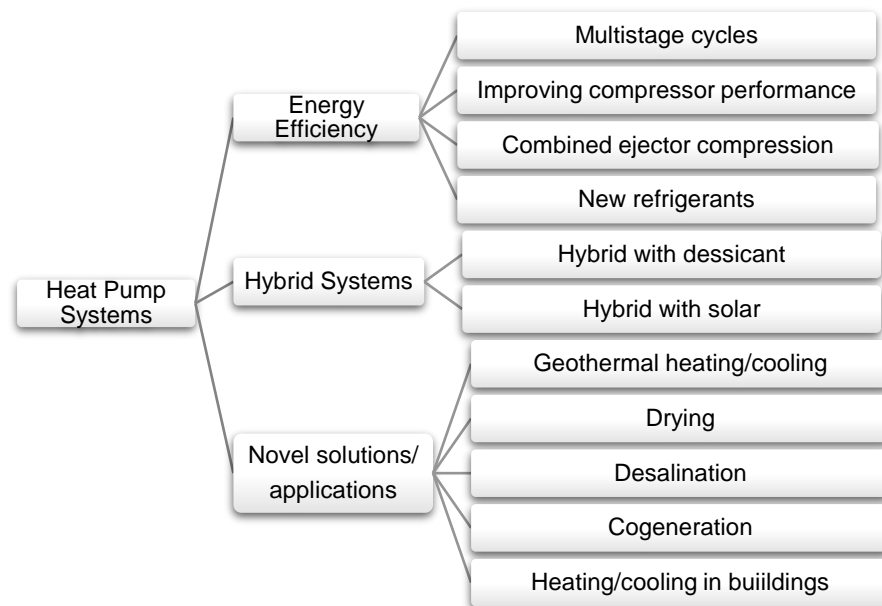 Heat Pump
Systems
Energy
Efficiency
Multistage cycles
Improving compressor performance
Combined ejector compression
New refrigerants
Hybrid Systems
Hybrid with dessicant
Hybrid with solar
Novel solutions/
applications
Geothermal heating/cooling
Drying
Desalination
Cogeneration
Heating/cooling in buiildings